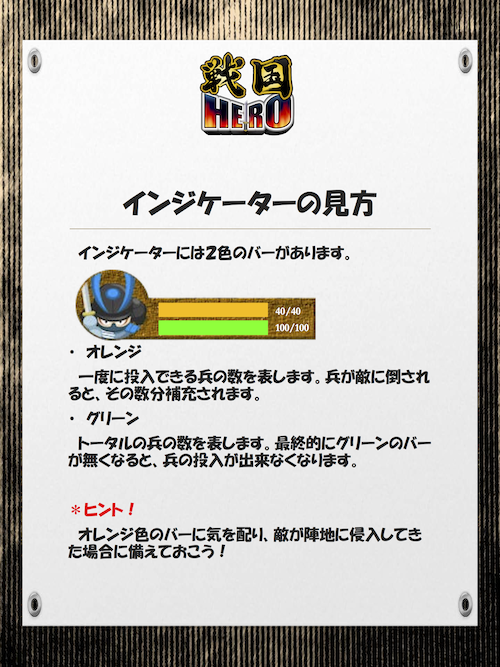 戦国
HERO
インジケーターの見方
インジケーターには2色のバーがあります。
40/40
100/100
・ オレンジ
一度に投入できる兵の数を表します。兵が敵に倒され
ると、その数分補充されます。
・ グリーン
トータルの兵の数を表します。最終的にグリーンのバー
が無くなると、兵の投入が出来なくなります。
＊ヒント！
オレンジ色のバーに気を配り、敵が陣地に侵入してき
た場合に備えておこう！